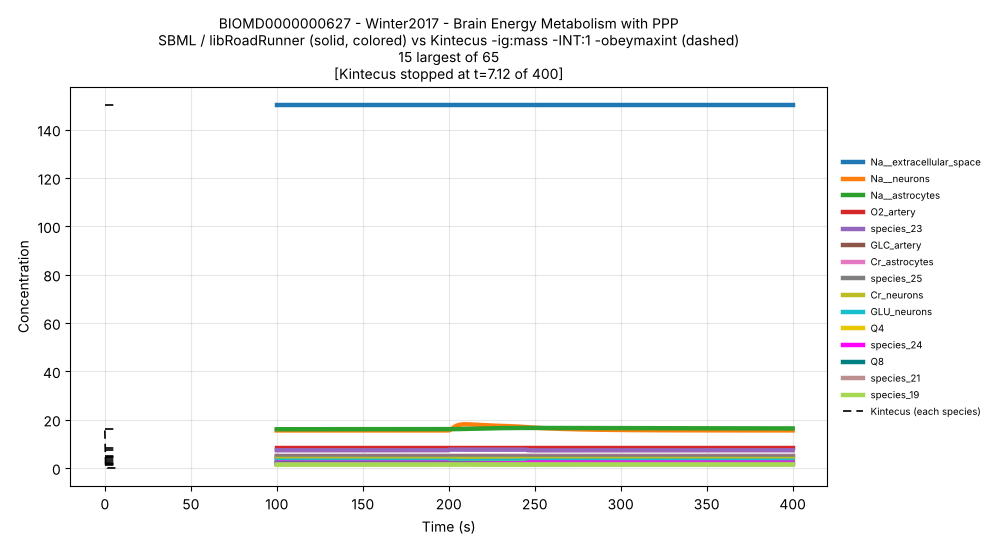 BIOMD0000000627 - Winter2017 - Brain Energy Metabolism with PPP
SBML / libRoadRunner (solid, colored) vs Kintecus -ig:mass -INT:1 -obeymaxint (dashed)
15 largest of 65
[Kintecus stopped at t=7.12 of 400]
Concentration
140
120
100
80
60
40
20
0
0
50
100
150
200
250
300
350
400
Time (s)
Na__extracellular_space
Na__neurons
Na__astrocytes
O2_artery
species_23
GLC_artery
Cr_astrocytes
species_25
Cr_neurons
GLU_neurons
Q4
species_24
Q8
species_21
species_19
Kintecus (each species)